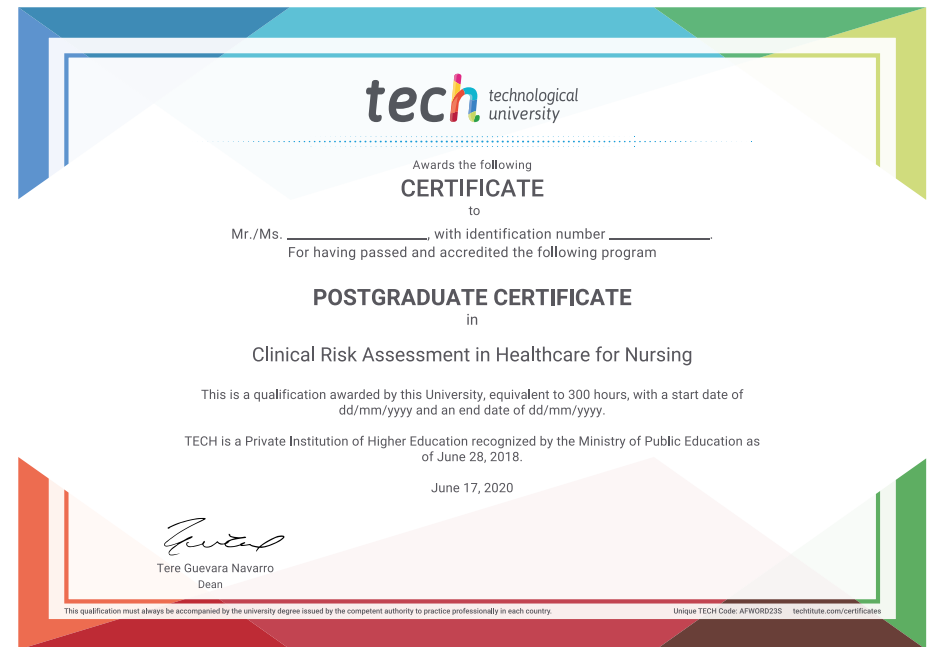 tech technological
university
Awards the following
CERTIFICATE
to
Mr./Ms. ____________________, with identification number ______________.
For having passed and accredited the following program
POSTGRADUATE CERTIFICATE
in
Clinical Risk Assessment in Healthcare for Nursing
This is a qualification awarded by this University, equivalent to 300 hours, with a start date of
dd/mm/yyyy and an end date of dd/mm/yyyy.
TECH is a Private Institution of Higher Education recognized by the Ministry of Public Education as
of June 28, 2018.
June 17, 2020
Tere Guevara Navarro
Dean
This qualification must always be accompanied by the university degree issued by the competent authority to practice professionally in each country.
Unique TECH Code: AFWORD23S techtitute.com/certificates